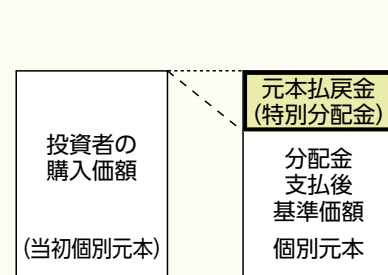 投資者の
購入価額
(当初個別元本)
元本払戻金
(特別分配金)
分配金
支払後
基準価額
個別元本